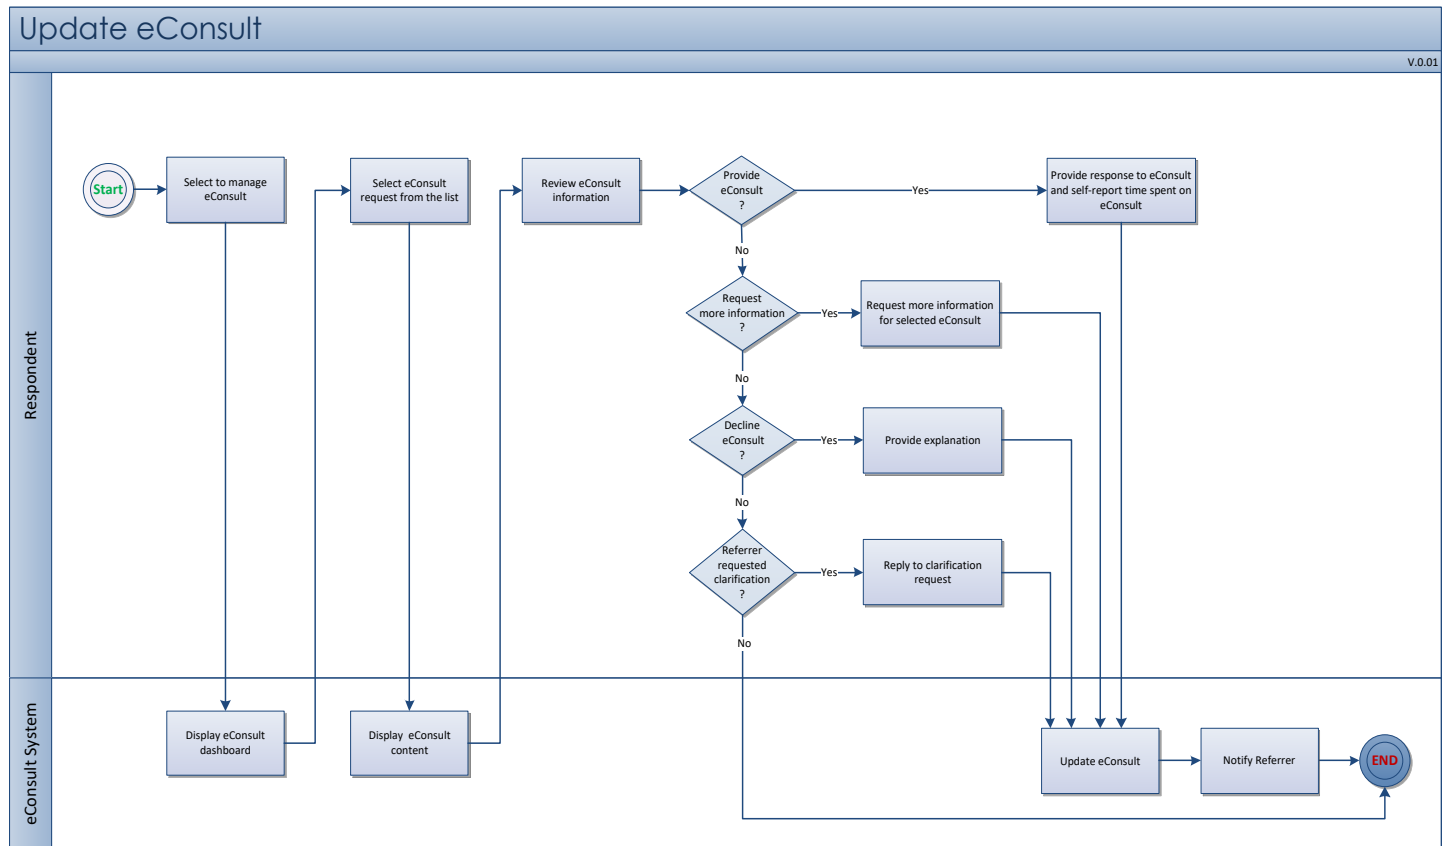 Update eConsult
V.0.01
Respondent
Start
Select to manage
eConsult
Select eConsult
request from the list
Review eConsult
information
Provide
eConsult
?
Yes
Provide response to eConsult
and self-report time spent on
eConsult
No
Request
more information
?
Yes
Request more information
for selected eConsult
No
Decline
eConsult
?
Yes
Provide explanation
No
Referrer
requested
clarification
?
Yes
Reply to clarification
request
No
eConsult System
Display eConsult
dashboard
Display eConsult
content
Update eConsult
Notify Referrer
END